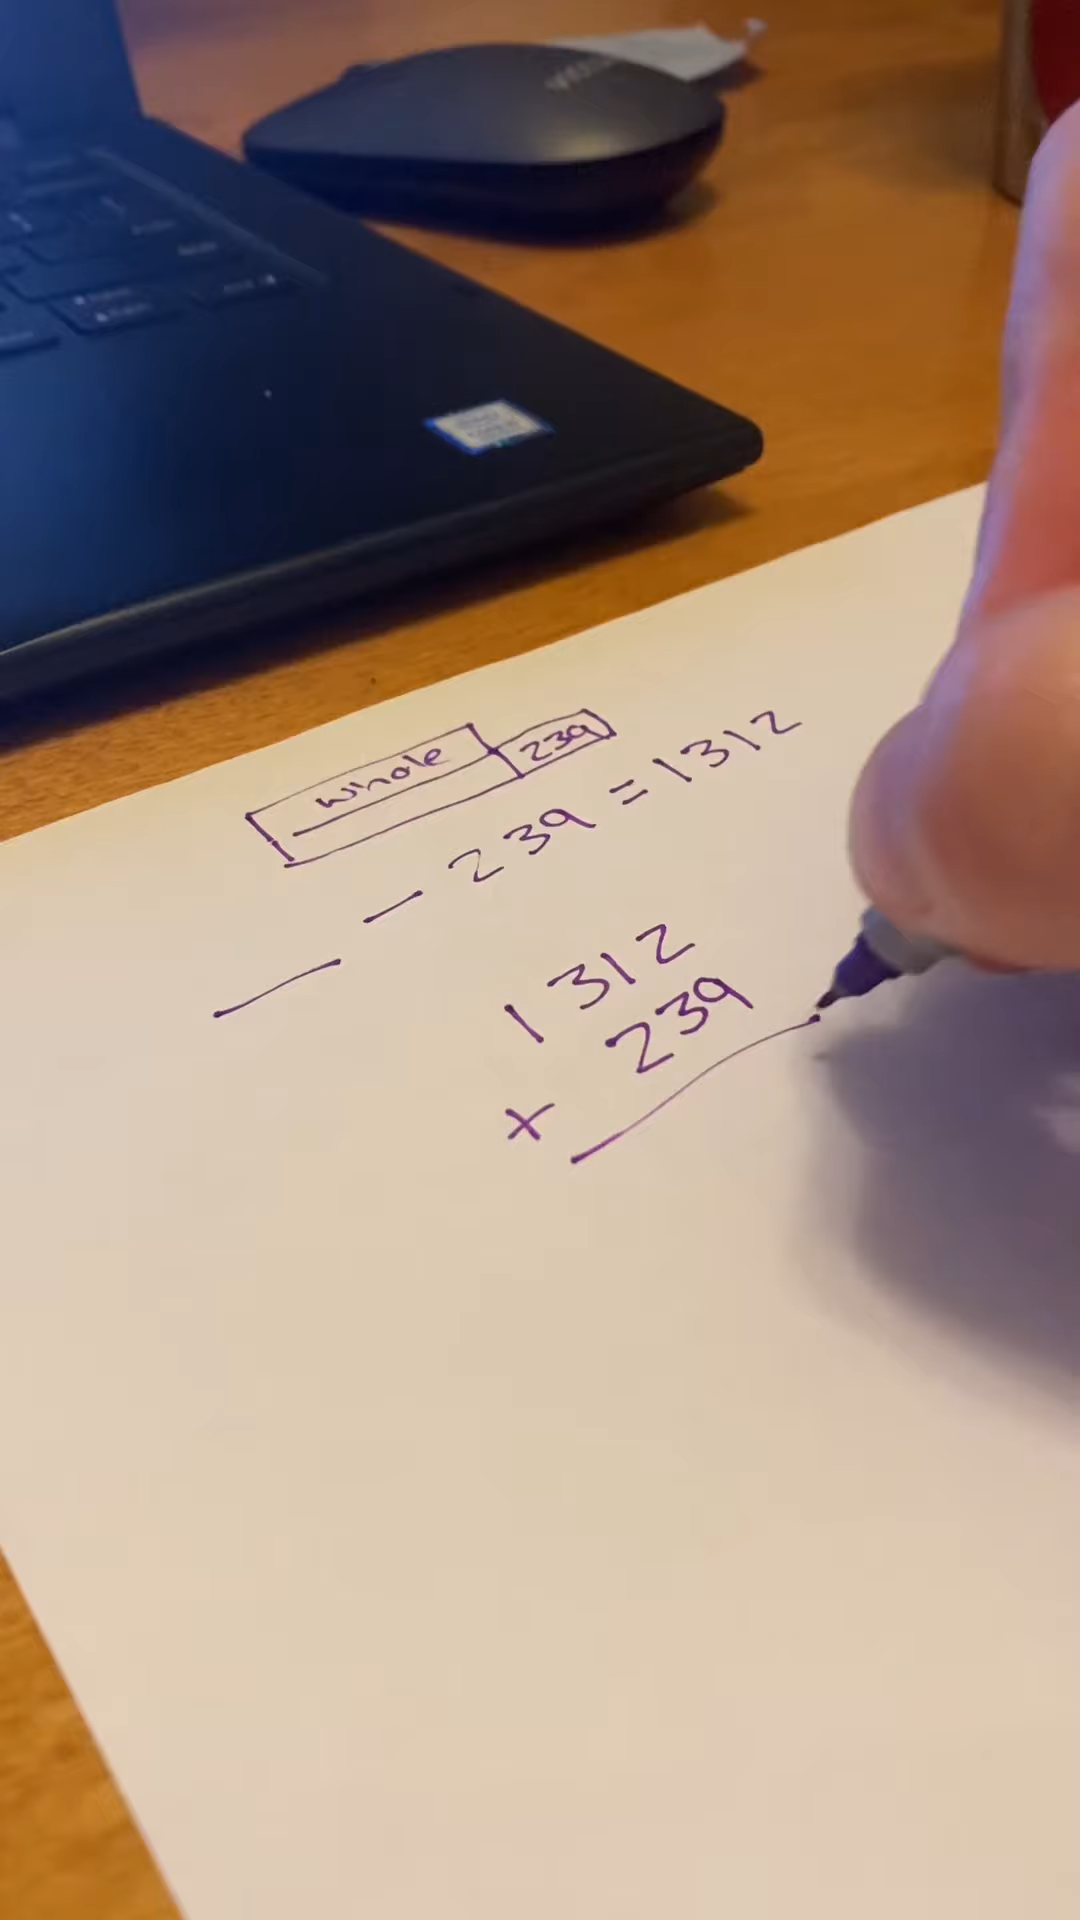 whole 239
___ - 239 = 1312
1312
+ 239